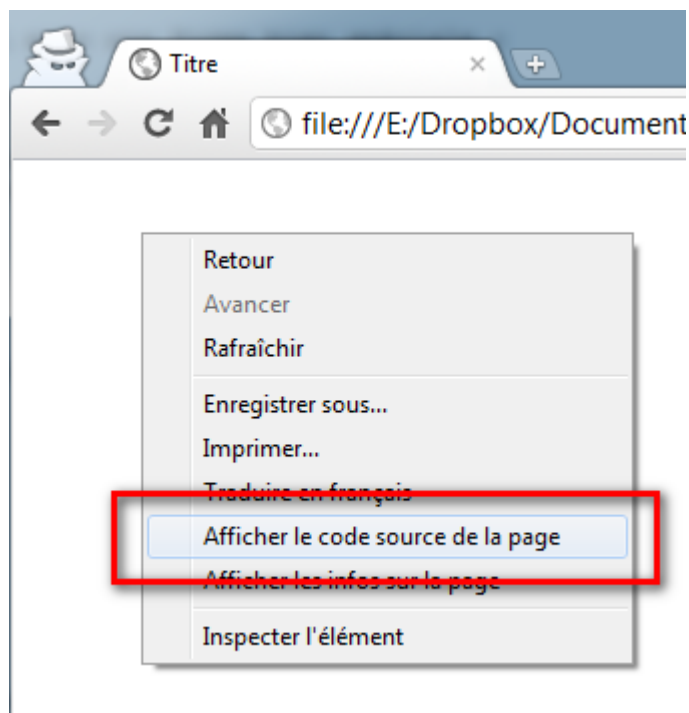 Titre
file:///E:/Dropbox/Document
Retour
Avancer
Rafraîchir
Enregistrer sous...
Imprimer...
Traduire en français
Afficher le code source de la page
Afficher les infos sur la page
Inspecter l'élément